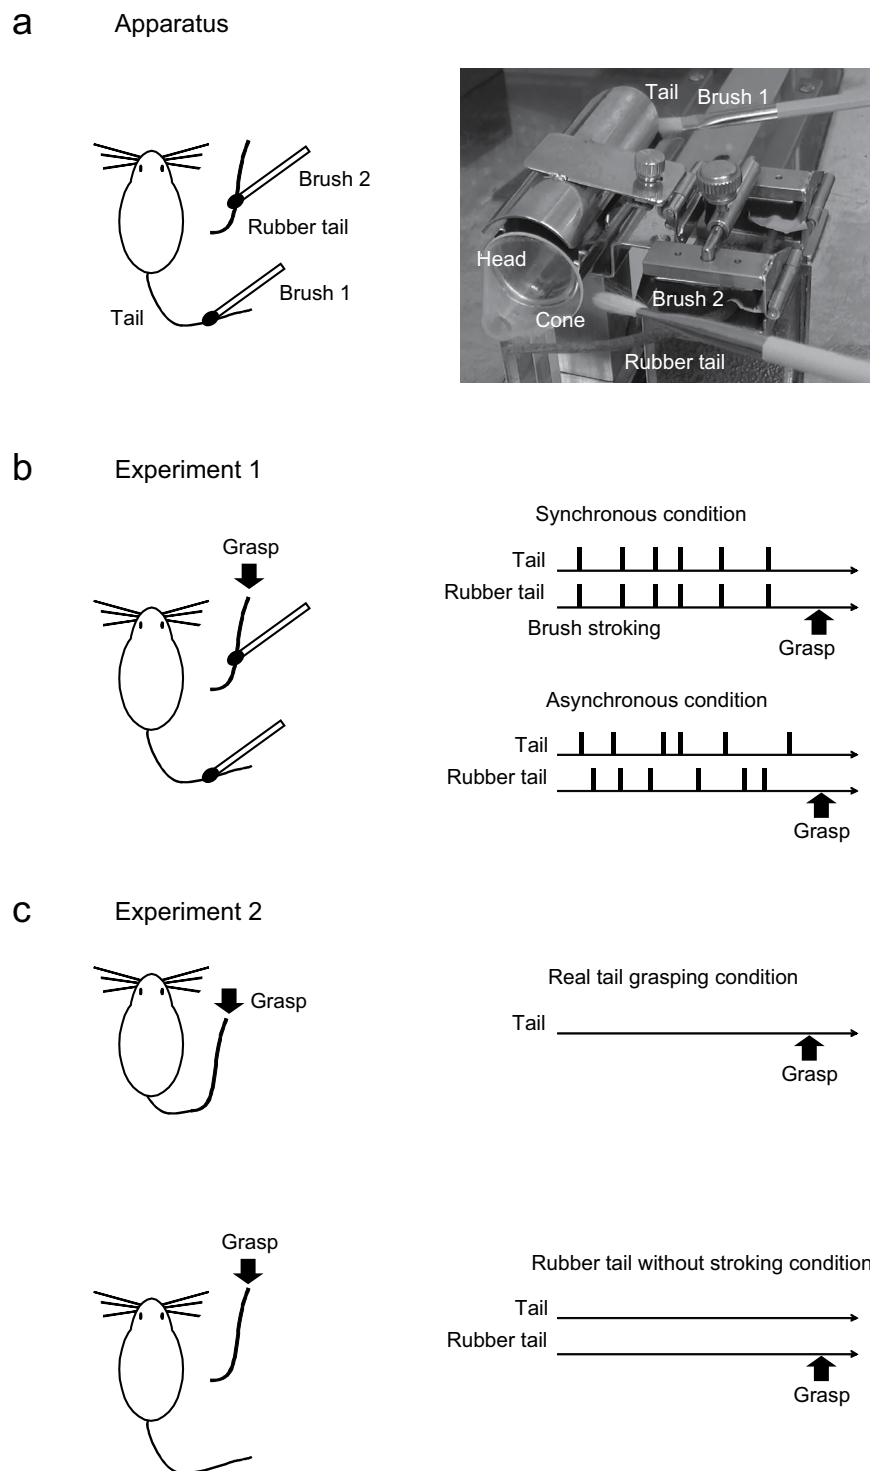 a Apparatus
Brush 2
Rubber tail
Brush 1
Tail
Tail Brush 1
Head
Brush 2
Cone
Rubber tail
b Experiment 1
Grasp
Synchronous condition
Tail
Rubber tail
Brush stroking
Grasp
Asynchronous condition
Tail
Rubber tail
Grasp
c Experiment 2
Grasp
Real tail grasping condition
Tail
Grasp
Grasp
Rubber tail without stroking condition
Tail
Rubber tail
Grasp